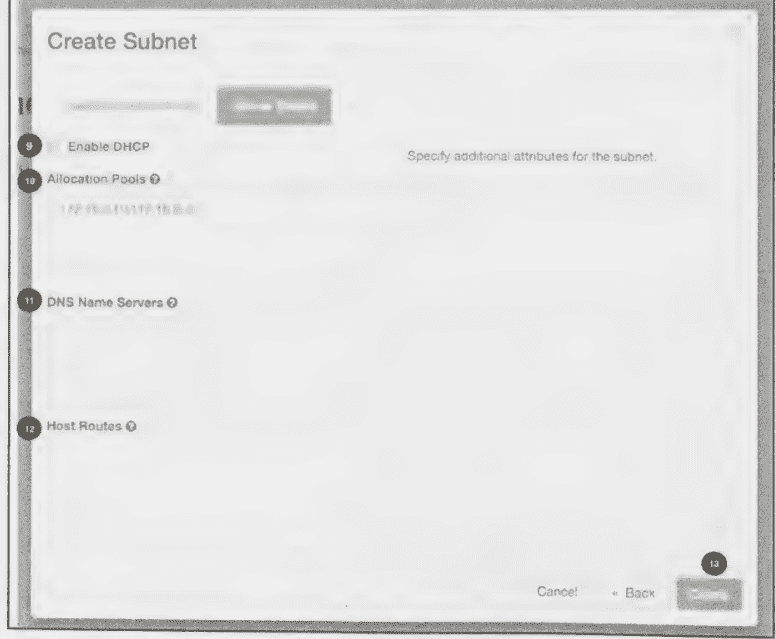 Create Subnet
9 Enable DHCP
Specify additional attributes for the subnet.
10 Allocation Pools
11 DNS Name Servers
12 Host Routes
13
Cancel « Back